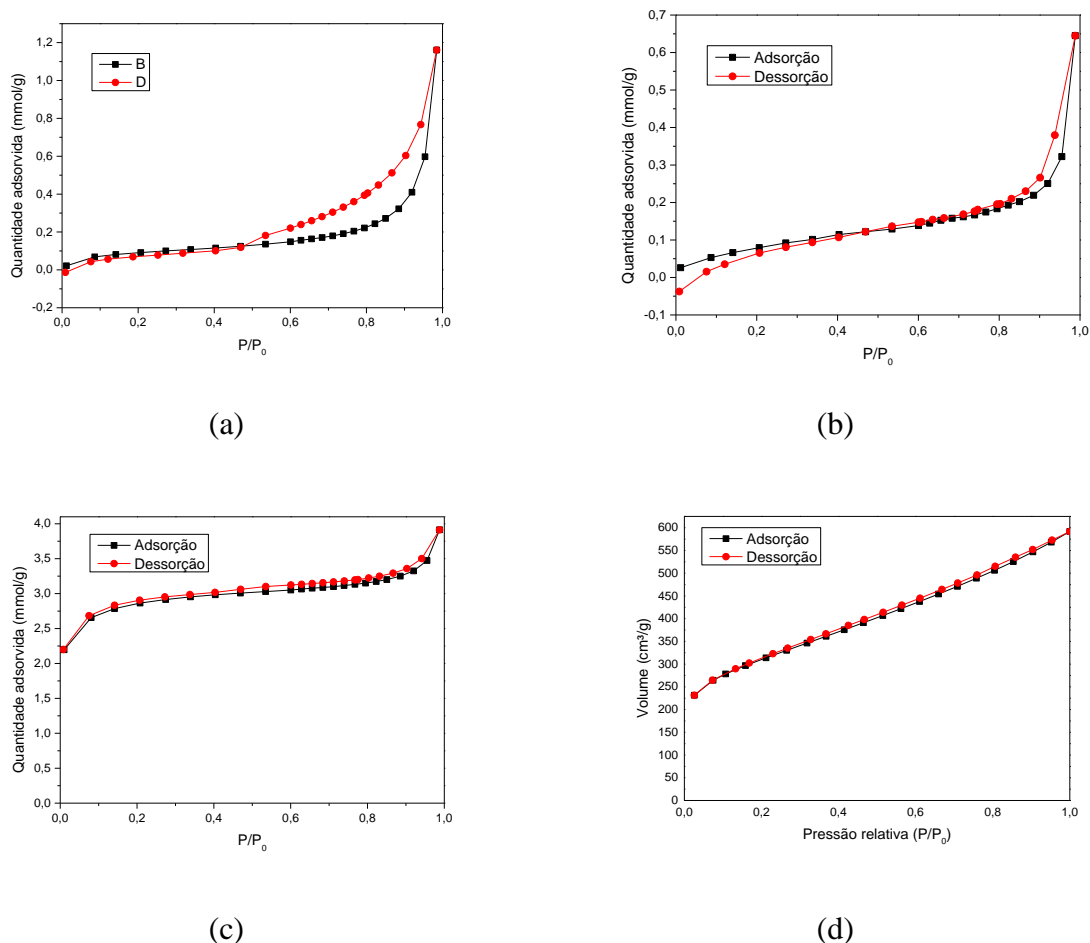 1,2
1,0
0,8
0,6
0,4
0,2
0,0
-0,2
Quantidade adsorvida (mmol/g)
B
D
0,0 0,2 0,4 0,6 0,8 1,0
P/P0
(a)
0,7
0,6
0,5
0,4
0,3
0,2
0,1
0,0
-0,1
Quantidade adsorvida (mmol/g)
Adsorção
Dessorção
0,0 0,2 0,4 0,6 0,8 1,0
P/P0
(b)
4,0
3,5
3,0
2,5
2,0
1,5
1,0
0,5
0,0
Quantidade adsorvida (mmol/g)
Adsorção
Dessorção
0,0 0,2 0,4 0,6 0,8 1,0
P/P0
(c)
600
550
500
450
400
350
300
250
200
150
100
50
0
Volume (cm³/g)
Adsorção
Dessorção
0,0 0,2 0,4 0,6 0,8 1,0
Pressão relativa (P/P0)
(d)